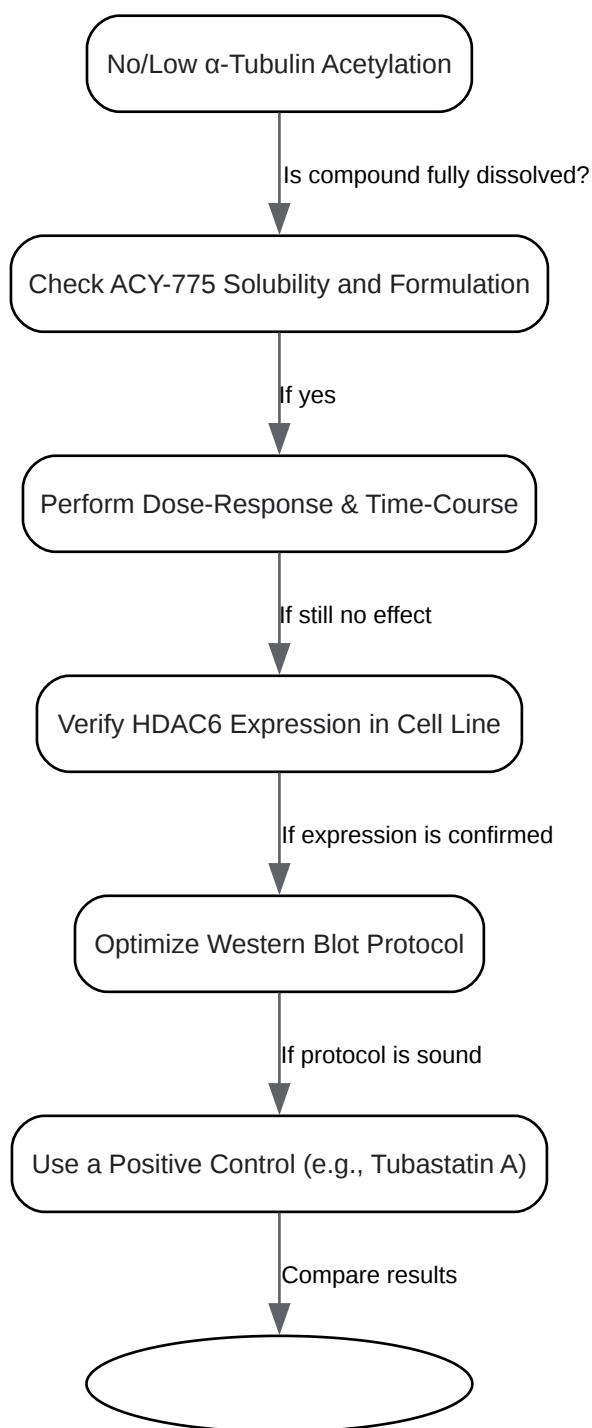 No/Low α-Tubulin Acetylation
Is compound fully dissolved?
Check ACY-775 Solubility and Formulation
If yes
Perform Dose-Response & Time-Course
If still no effect
Verify HDAC6 Expression in Cell Line
If expression is confirmed
Optimize Western Blot Protocol
If protocol is sound
Use a Positive Control (e.g., Tubastatin A)
Compare results